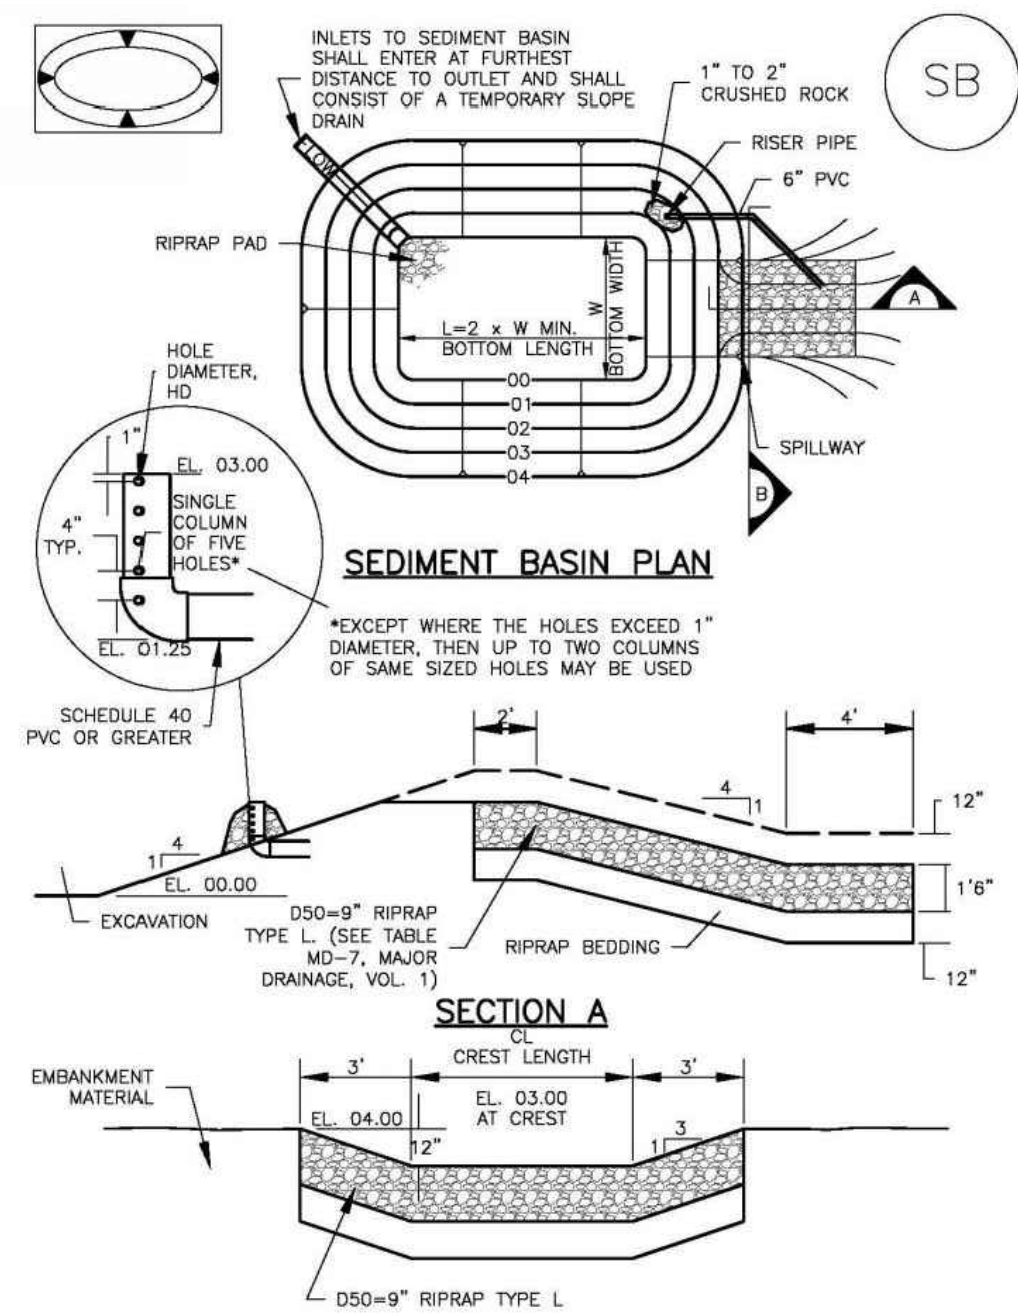 INLETS TO SEDIMENT BASIN
SHALL ENTER AT FURTHEST
DISTANCE TO OUTLET AND SHALL
CONSIST OF A TEMPORARY SLOPE
DRAIN
1" TO 2"
CRUSHED ROCK
SB
RISER PIPE
6" PVC
FLOW
RIPRAP PAD
A
W
BOTTOM WIDTH
L=2 x W MIN.
BOTTOM LENGTH
00
01
02
03
04
SPILLWAY
B
HOLE
DIAMETER,
HD
1"
EL. 03.00
SINGLE
COLUMN
OF FIVE
HOLES*
4"
TYP.
EL. 01.25
SEDIMENT BASIN PLAN
*EXCEPT WHERE THE HOLES EXCEED 1"
DIAMETER, THEN UP TO TWO COLUMNS
OF SAME SIZED HOLES MAY BE USED
SCHEDULE 40
PVC OR GREATER
2'
4'
4
1
12"
4
1
EL. 00.00
EXCAVATION
1'6"
D50=9" RIPRAP
TYPE L. (SEE TABLE
MD-7, MAJOR
DRAINAGE, VOL. 1)
RIPRAP BEDDING
12"
SECTION A
CL
CREST LENGTH
3'
3'
EMBANKMENT
MATERIAL
EL. 04.00
EL. 03.00
AT CREST
12"
3
1
D50=9" RIPRAP TYPE L